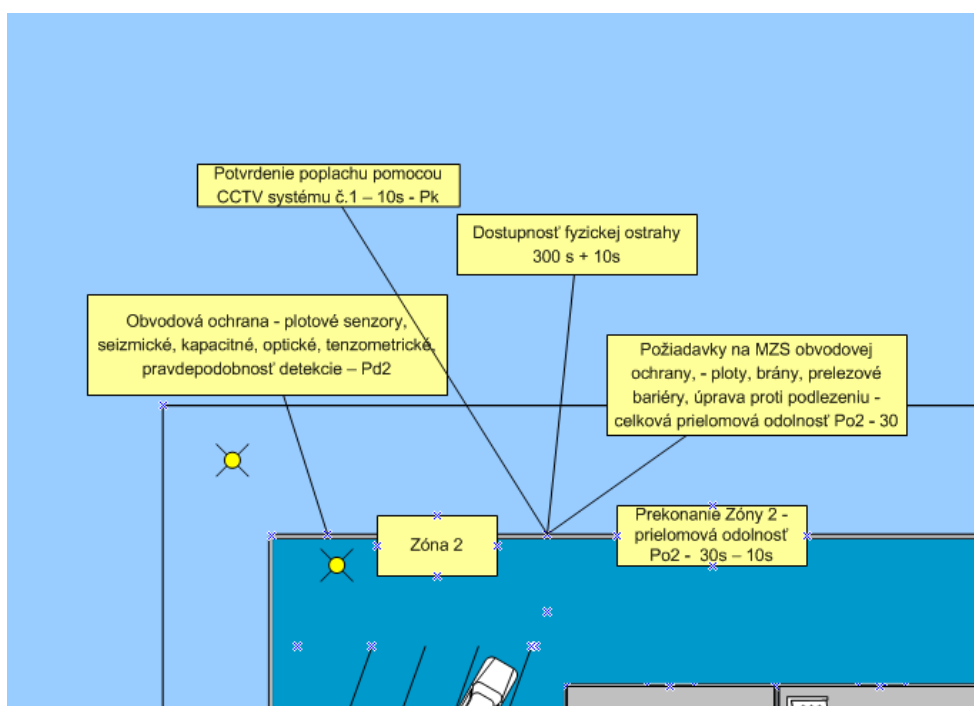 Potvrdenie poplachu pomocou
CCTV systému č.1 – 10s - Pk
Dostupnosť fyzickej ostrahy
300 s + 10s
Obvodová ochrana - plotové senzory,
seizmické, kapacitné, optické, tenzometrické,
pravdepodobnosť detekcie – Pd2
Požiadavky na MZS obvodovej
ochrany, - ploty, brány, prelezové
bariéry, úprava proti podlezeniu -
celková prielomová odolnosť Po2 - 30
Zóna 2
Prekonanie Zóny 2 -
prielomová odolnosť
Po2 - 30s – 10s